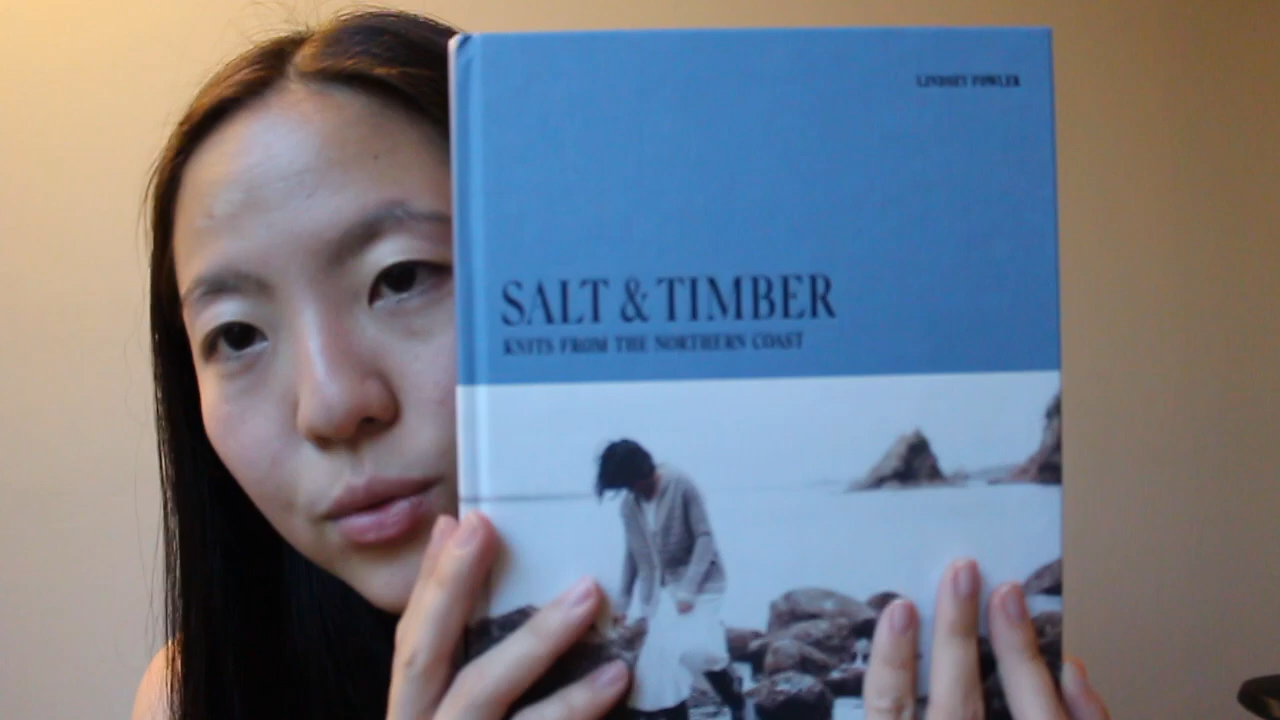 LINDSEY FOWLER
SALT & TIMBER
KNITS FROM THE NORTHERN COAST